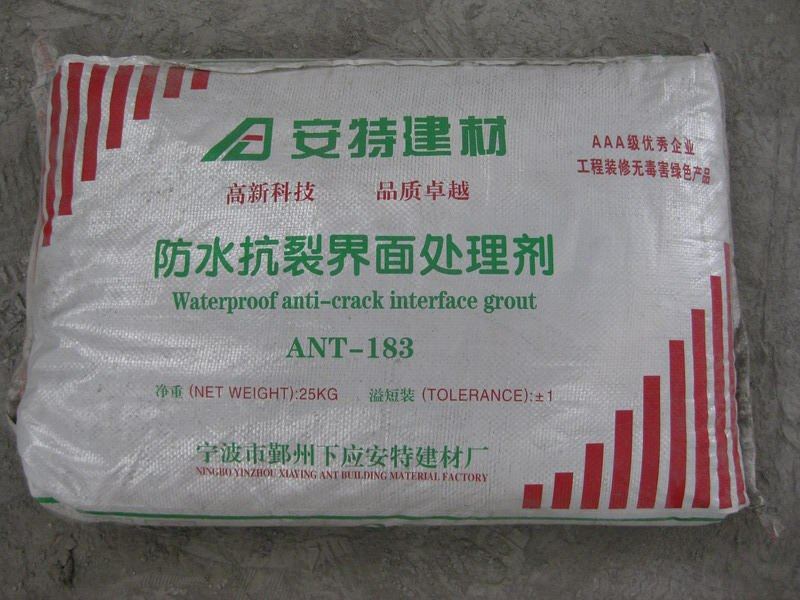 安特建材
AAA级优秀企业
工程装修无毒害绿色产品
高新科技 品质卓越
防水抗裂界面处理剂
Waterproof anti-crack interface grout
ANT-183
净重 (NET WEIGHT):25KG 溢短装 (TOLERANCE):±1
宁波市鄞州下应安特建材厂
NINGBO YINZHOU XIAYING ANT BUILDING MATERIAL FACTORY